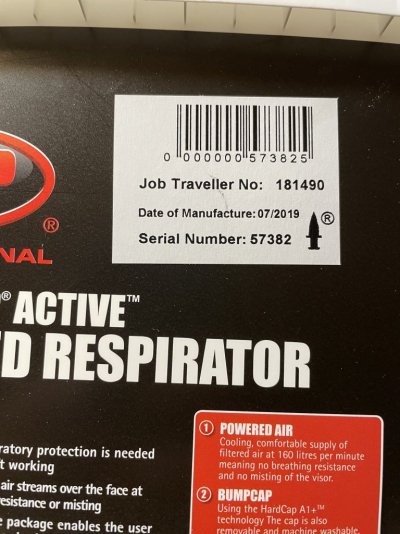 0 000000 573825
Job Traveller No: 181490
Date of Manufacture: 07/2019
Serial Number: 57382
®
®
NAL
® ACTIVE™
D RESPIRATOR
ratory protection is needed
t working
air streams over the face at
resistance or misting
e package enables the user
1 POWERED AIR
Cooling, comfortable supply of
filtered air at 160 litres per minute
meaning no breathing resistance
and no misting of the visor.
2 BUMPCAP
Using the HardCap A1+™
technology The cap is also
removable and machine washable.